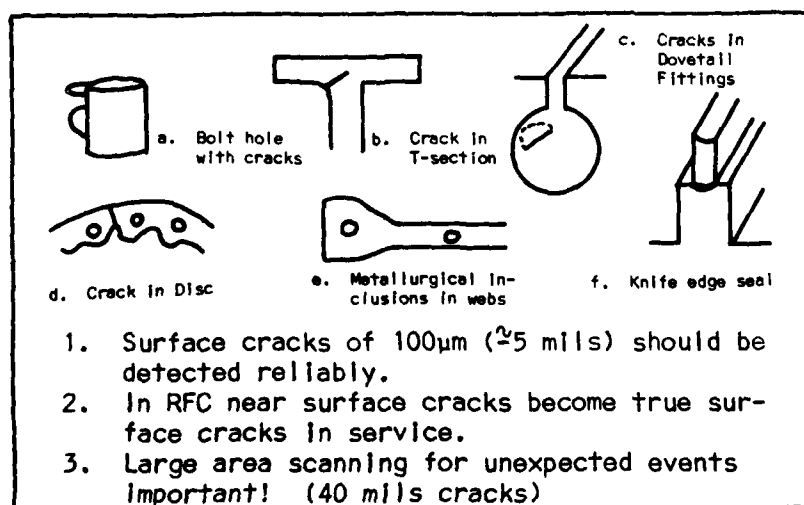 c. Cracks in
Dovetail
Fittings
a. Bolt hole
with cracks
b. Crack in
T-section
d. Crack in Disc
e. Metallurgical in-
clusions in webs
f. Knife edge seal
1. Surface cracks of 100μm (≃5 mils) should be
detected reliably.
2. In RFC near surface cracks become true sur-
face cracks in service.
3. Large area scanning for unexpected events
important! (40 mils cracks)